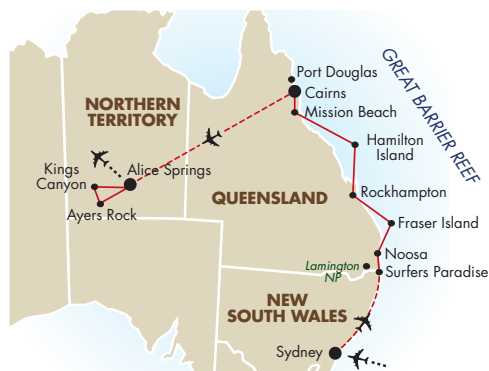 Port Douglas
Cairns
Mission Beach
GREAT BARRIER REEF
NORTHERN
TERRITORY
Hamilton
Island
Kings
Canyon
Alice Springs
Ayers Rock
QUEENSLAND
Rockhampton
Fraser Island
Noosa
Lamington
NP
Surfers Paradise
NEW
SOUTH WALES
Sydney